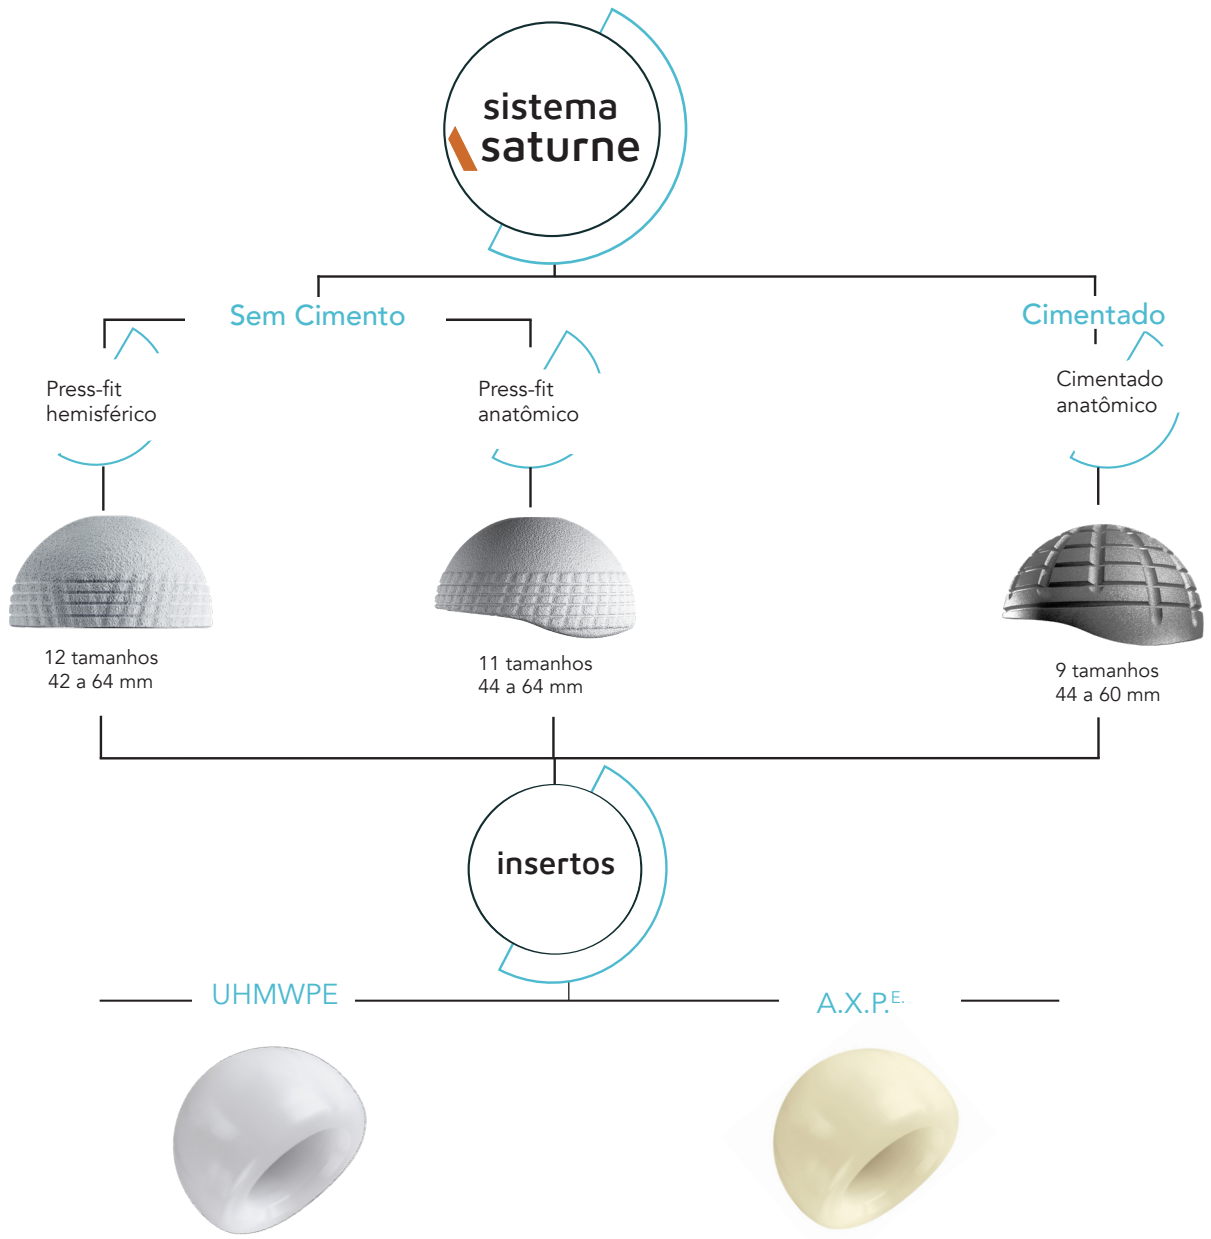 sistema
saturne
Sem Cimento
Cimentado
Press-fit
hemisférico
Press-fit
anatômico
Cimentado
anatômico
12 tamanhos
42 a 64 mm
11 tamanhos
44 a 64 mm
9 tamanhos
44 a 60 mm
insertos
UHMWPE
A.X.P.E.